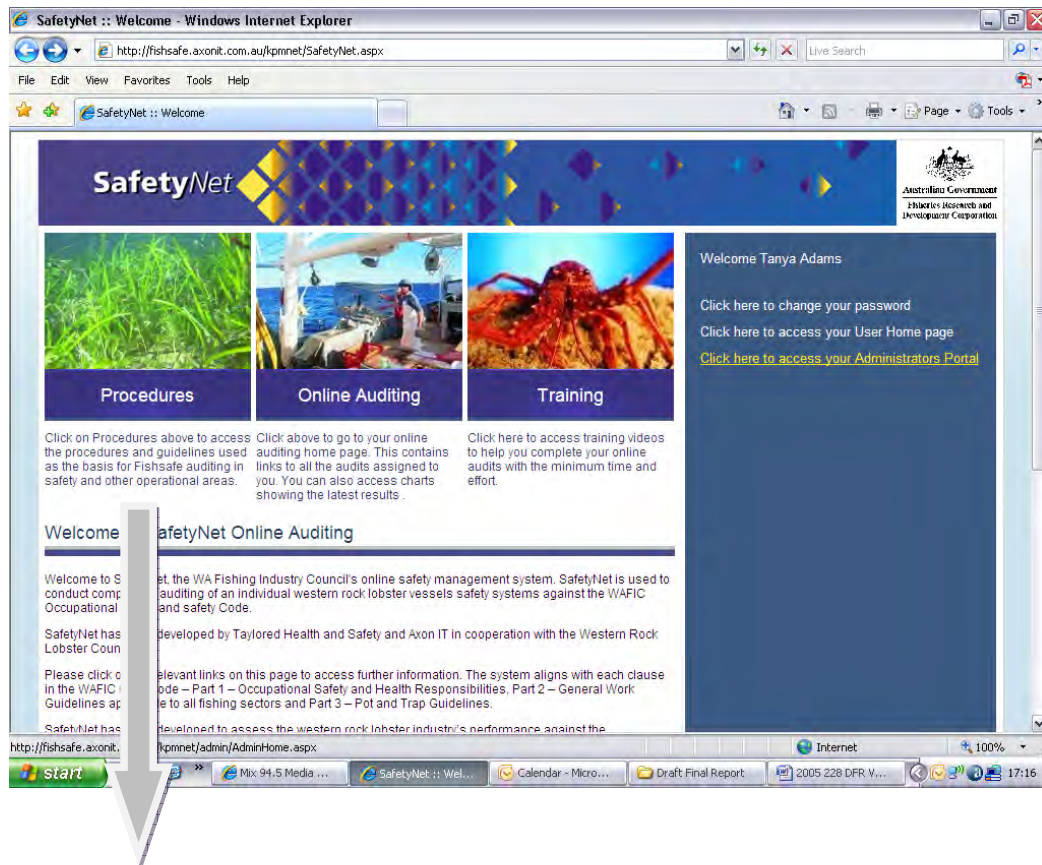 SafetyNet :: Welcome - Windows Internet Explorer
http://fishsafe.axonit.com.au/kpmnet/SafetyNet.aspx
Live Search
File Edit View Favorites Tools Help
SafetyNet :: Welcome
Page Tools
SafetyNet
Australian Government
Fisheries Research and
Development Corporation
Procedures
Click on Procedures above to access
the procedures and guidelines used
as the basis for Fishsafe auditing in
safety and other operational areas.
Online Auditing
Click above to go to your online
auditing home page. This contains
links to all the audits assigned to
you. You can also access charts
showing the latest results .
Training
Click here to access training videos
to help you complete your online
audits with the minimum time and
effort.
Welcome Tanya Adams
Click here to change your password
Click here to access your User Home page
Click here to access your Administrators Portal
Welcome afetyNet Online Auditing
Welcome to S et, the WA Fishing Industry Council's online safety management system. SafetyNet is used to
conduct comp auditing of an individual western rock lobster vessels safety systems against the WAFIC
Occupational and safety Code.
SafetyNet has developed by Taylored Health and Safety and Axon IT in cooperation with the Western Rock
Lobster Coun
Please click o elevant links on this page to access further information. The system aligns with each clause
in the WAFIC ode – Part 1 – Occupational Safety and Health Responsibilities, Part 2 – General Work
Guidelines ap le to all fishing sectors and Part 3 – Pot and Trap Guidelines.
SafetyNet has developed to assess the western rock lobster industry's performance against the
http://fishsafe.axonit. kpmnet/admin/AdminHome.aspx
Internet 100%
start Mix 94.5 Media ... SafetyNet :: Wel... Calendar - Micro... Draft Final Report 2005 228 DFR V... 17:16